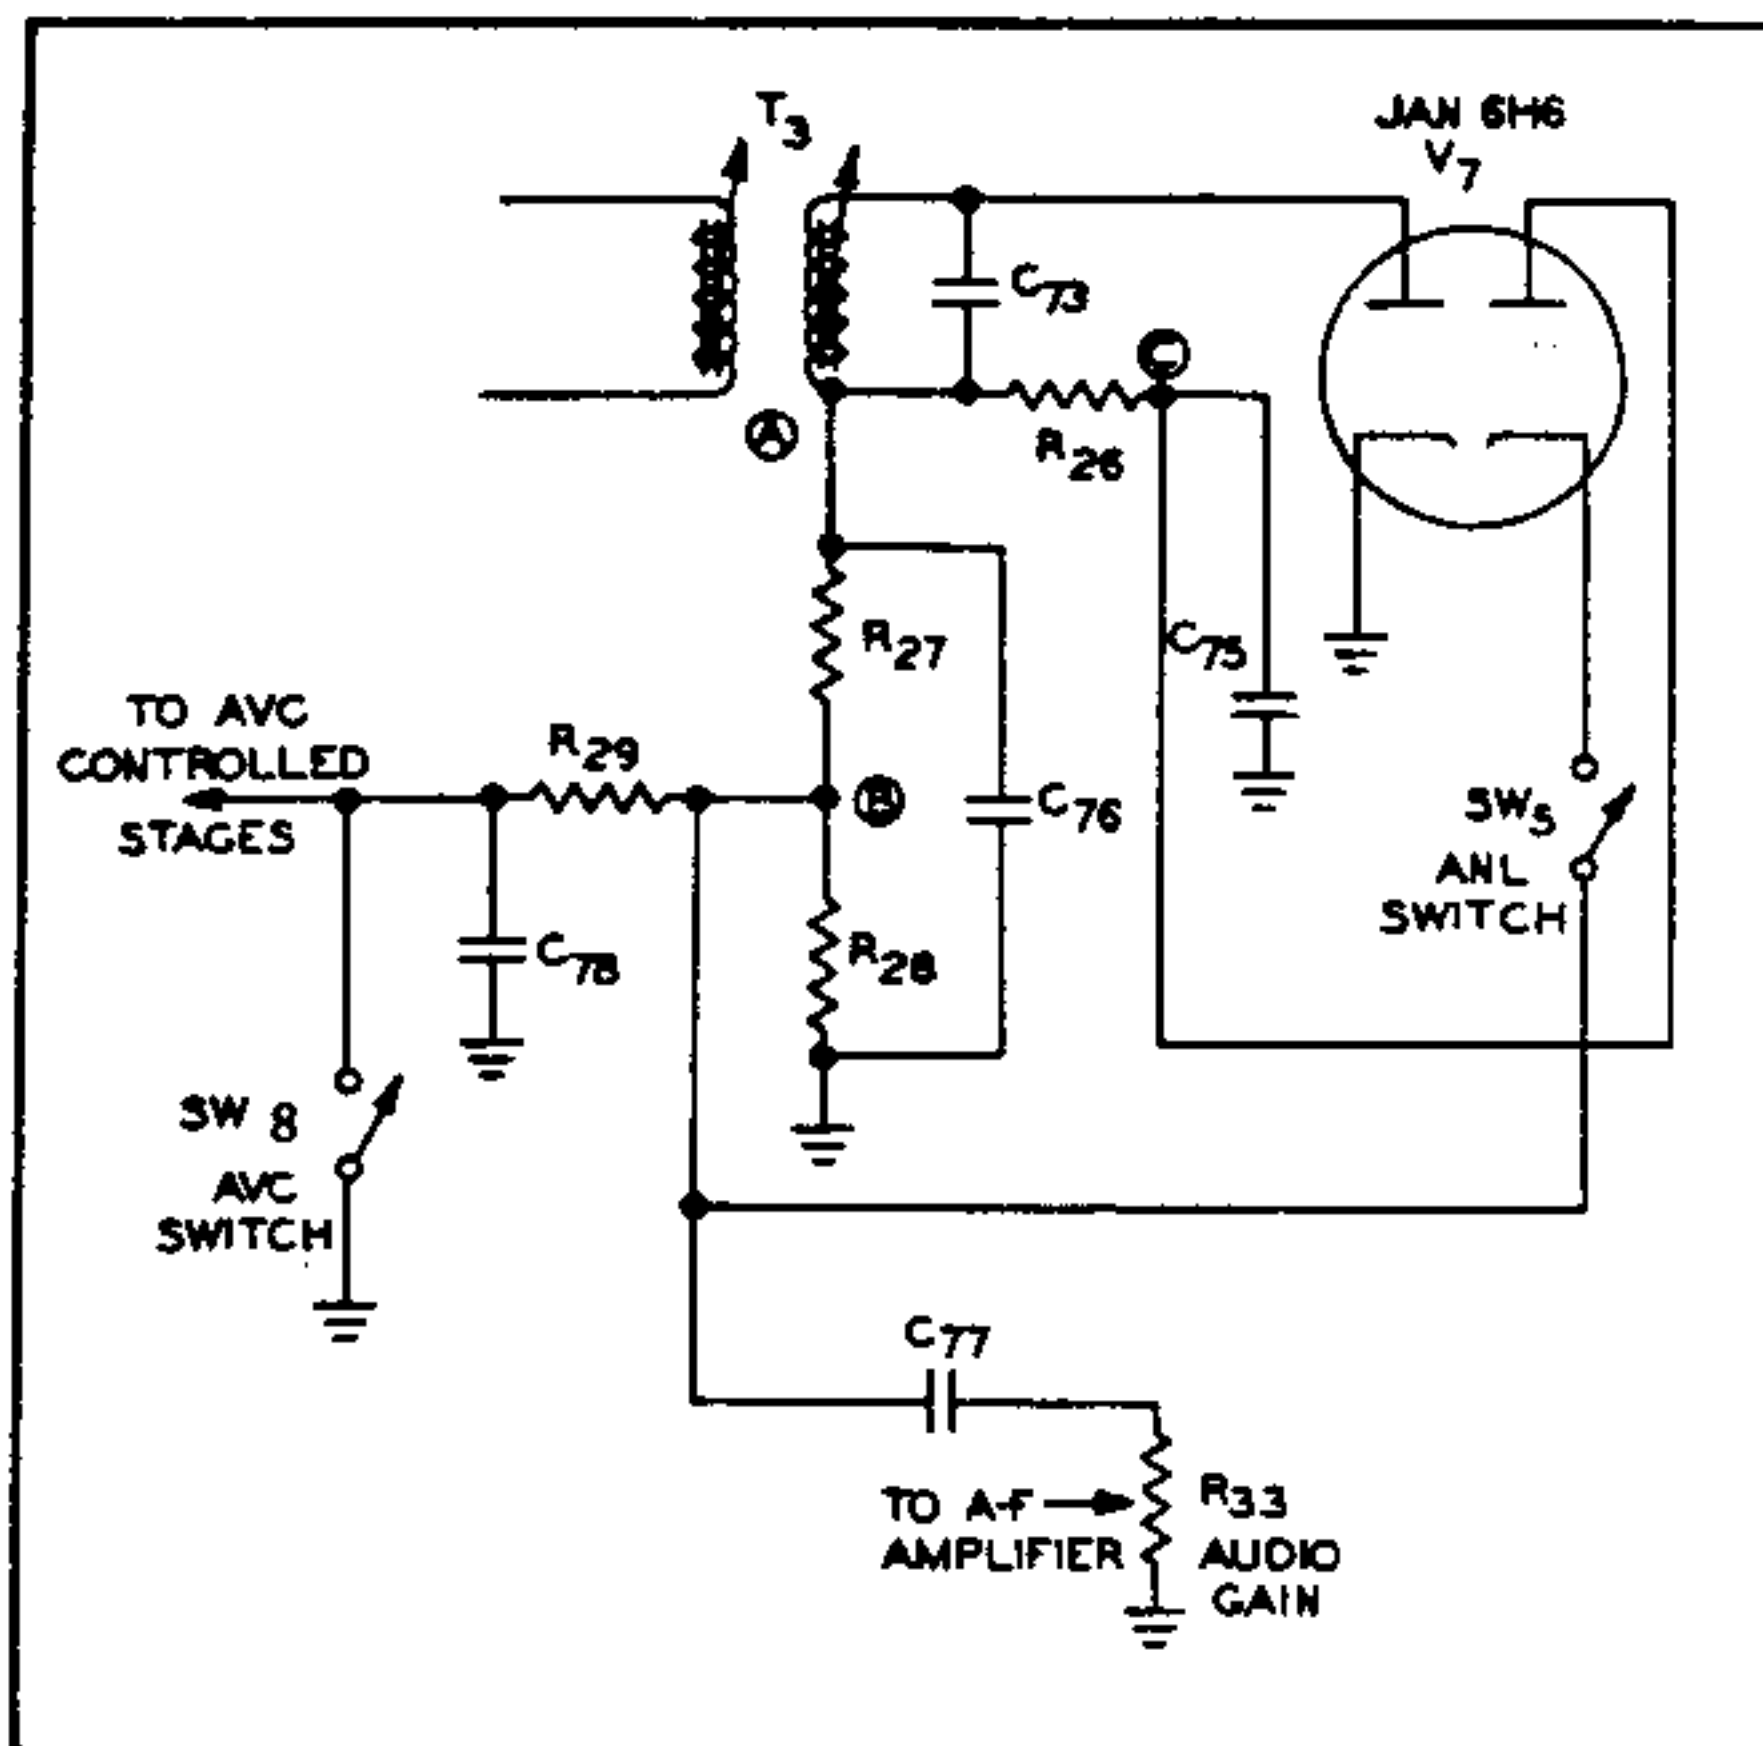 T3
JAN 6H6
V7
C73
C
A
R26
R27
C75
TO AVC
CONTROLLED
STAGES
R29
B
C76
SW5
ANL
SWITCH
C78
R28
SW 8
AVC
SWITCH
C77
TO A-F
AMPLIFIER
R33
AUDIO
GAIN